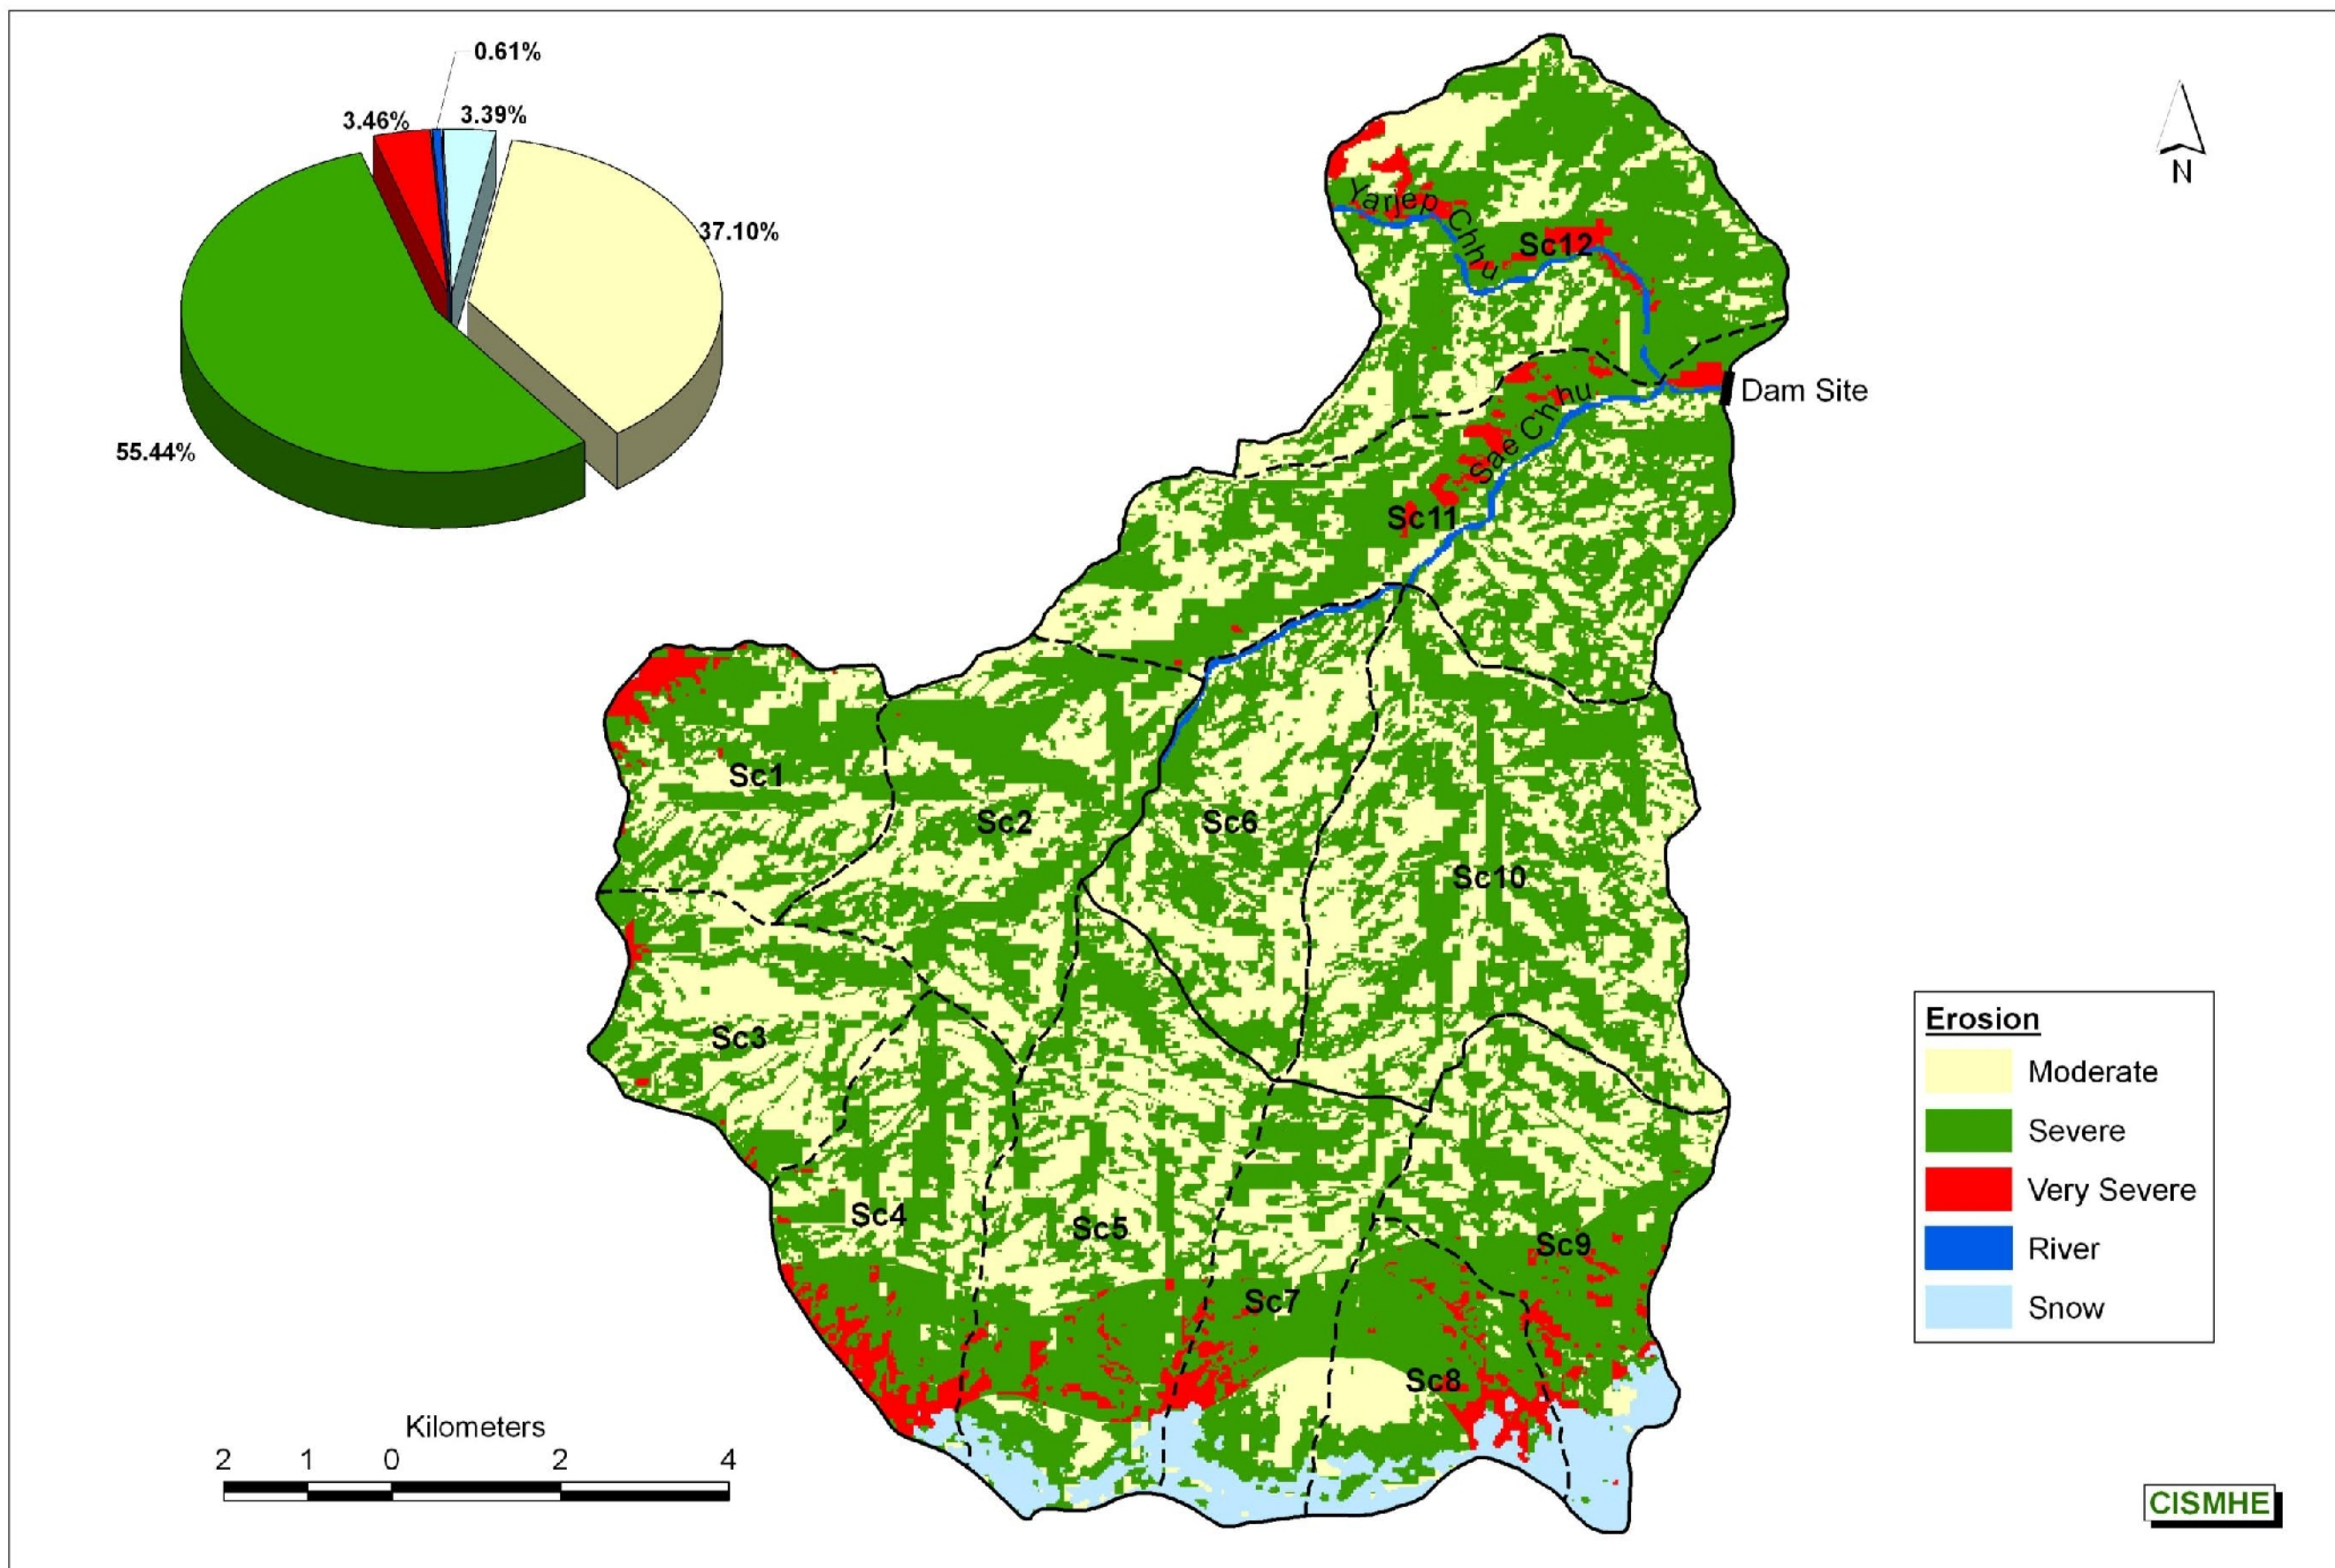 0.61%
3.46%
3.39%
37.10%
55.44%
N
Yarjep Chhu
Sc12
Dam Site
Sae Chhu
Sc11
Sc1
Sc2
Sc6
Sc10
Sc3
Sc4
Sc5
Sc9
Sc7
Sc8
Erosion
Moderate
Severe
Very Severe
River
Snow
Kilometers
2 1 0 2 4
CISMHE